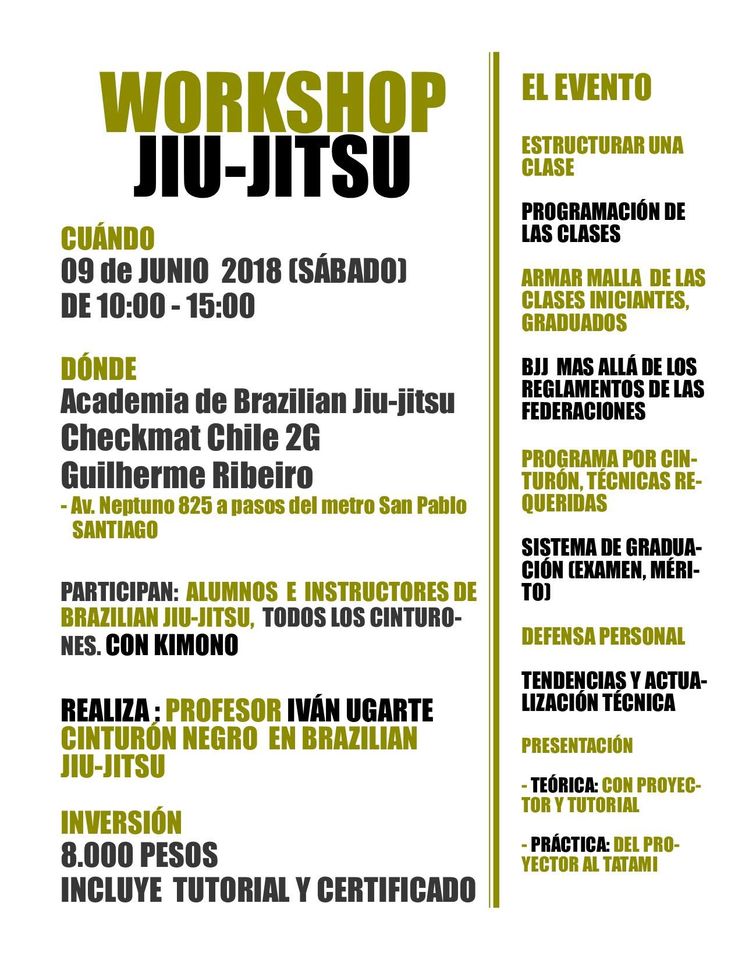 WORKSHOP
JIU-JITSU
CUÁNDO
09 de JUNIO 2018 (SÁBADO)
DE 10:00 - 15:00
DÓNDE
Academia de Brazilian Jiu-jitsu
Checkmat Chile 2G
Guilherme Ribeiro
- Av. Neptuno 825 a pasos del metro San Pablo
SANTIAGO
PARTICIPAN: ALUMNOS E INSTRUCTORES DE
BRAZILIAN JIU-JITSU, TODOS LOS CINTURO-
NES. CON KIMONO
REALIZA : PROFESOR IVÁN UGARTE
CINTURÓN NEGRO EN BRAZILIAN
JIU-JITSU
INVERSIÓN
8.000 PESOS
INCLUYE TUTORIAL Y CERTIFICADO
EL EVENTO
ESTRUCTURAR UNA
CLASE
PROGRAMACIÓN DE
LAS CLASES
ARMAR MALLA DE LAS
CLASES INICIANTES,
GRADUADOS
BJJ MAS ALLÁ DE LOS
REGLAMENTOS DE LAS
FEDERACIONES
PROGRAMA POR CIN-
TURÓN, TÉCNICAS RE-
QUERIDAS
SISTEMA DE GRADUA-
CIÓN (EXAMEN, MÉRI-
TO)
DEFENSA PERSONAL
TENDENCIAS Y ACTUA-
LIZACIÓN TÉCNICA
PRESENTACIÓN
- TEÓRICA: CON PROYEC-
TOR Y TUTORIAL
- PRÁCTICA: DEL PRO-
YECTOR AL TATAMI